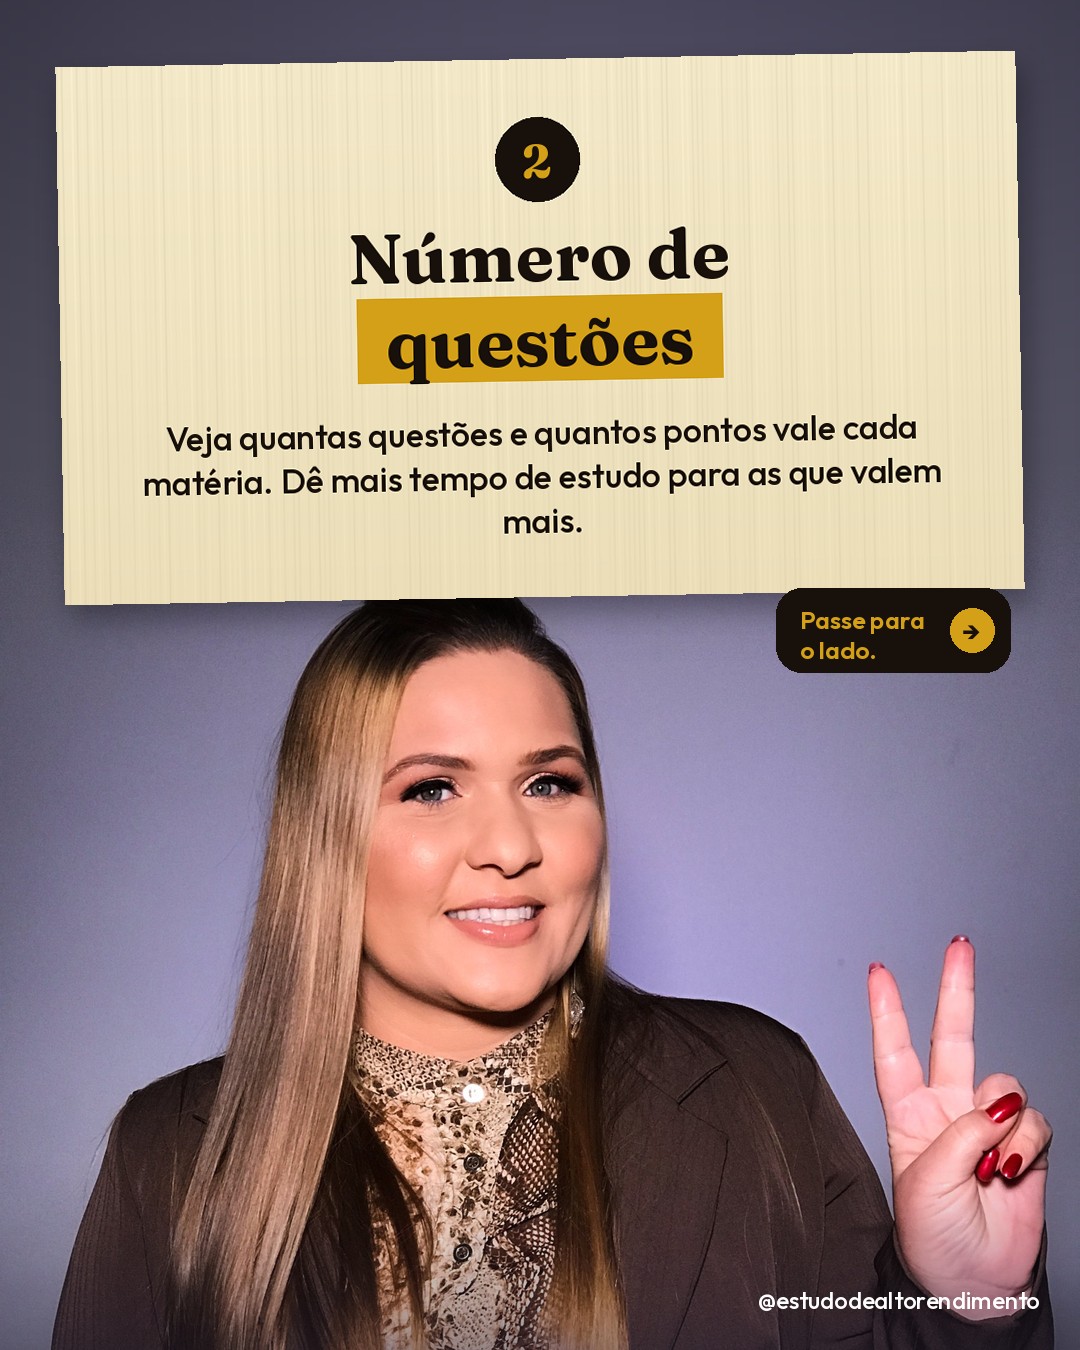 2
Número de
questões
Veja quantas questões e quantos pontos vale cada
matéria. Dê mais tempo de estudo para as que valem
mais.
Passe para
o lado.
@estudodealtorendimento